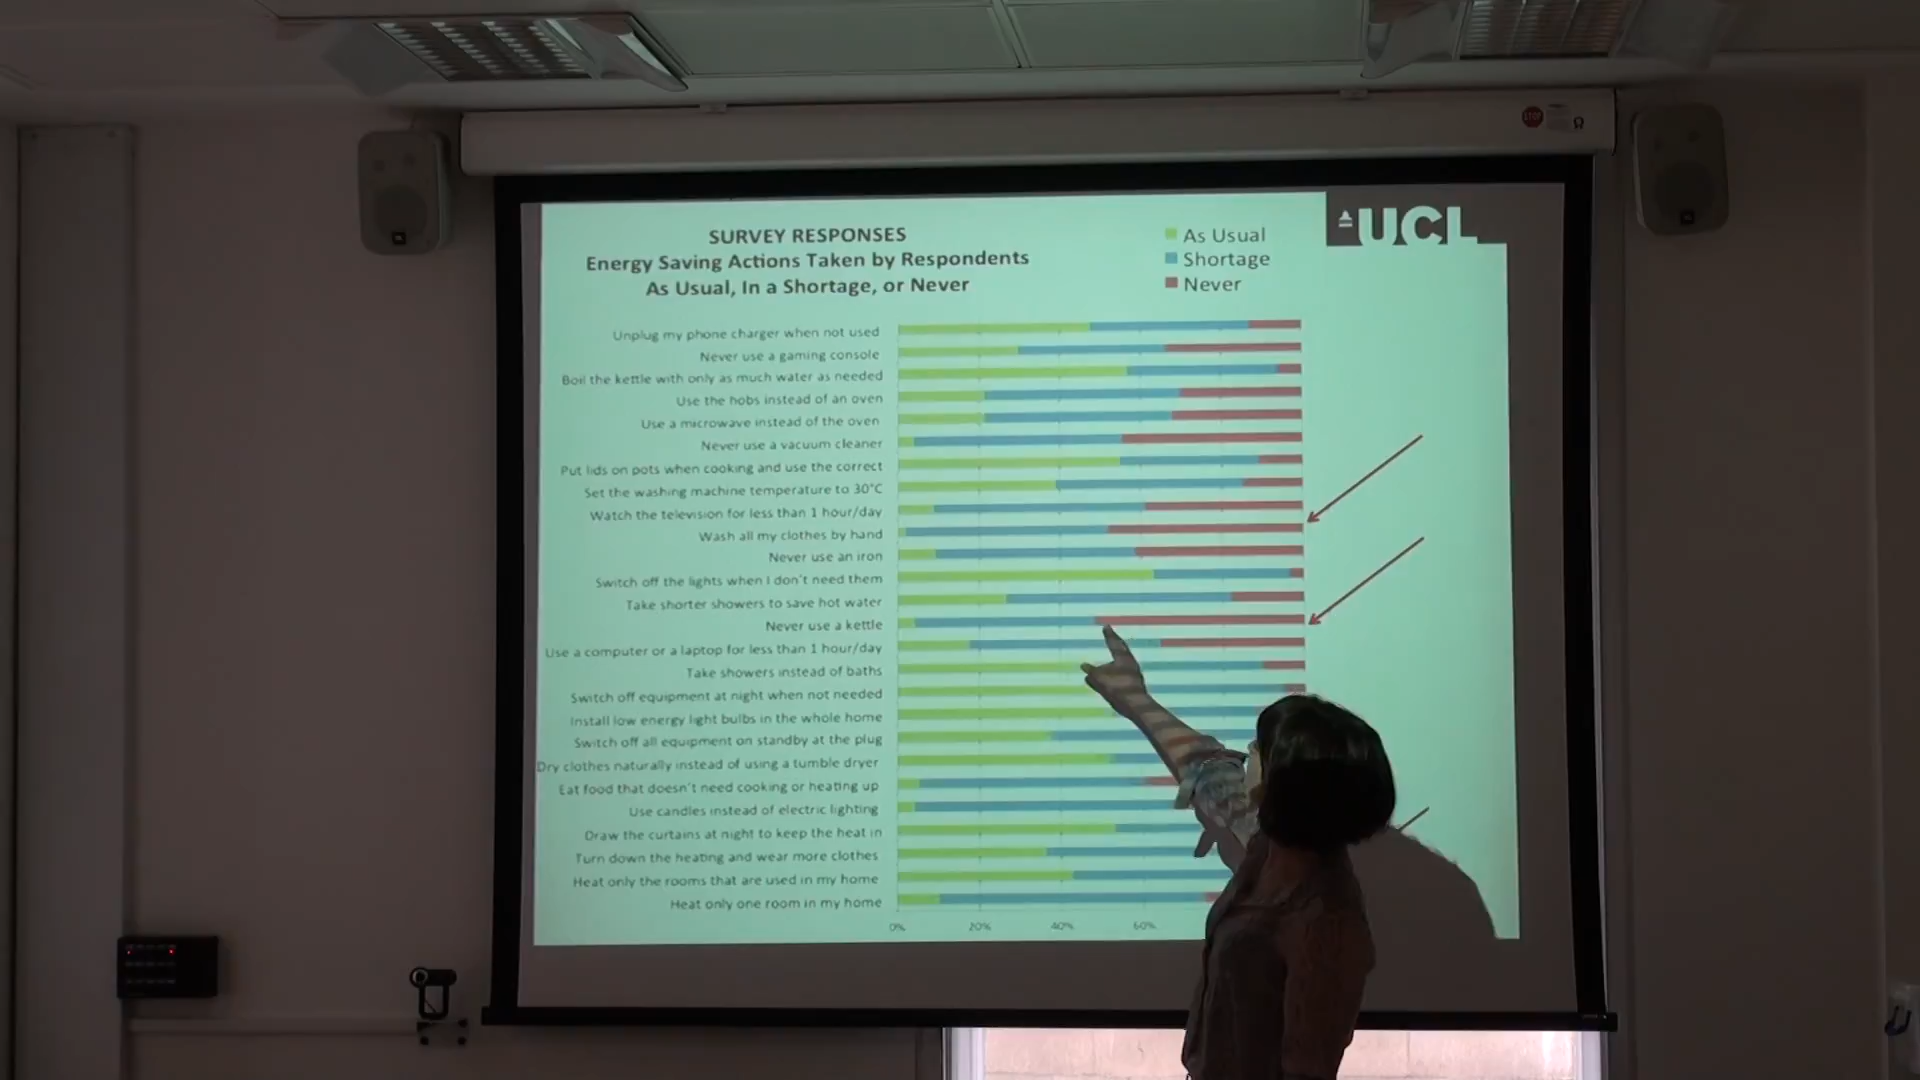 STOP
SURVEY RESPONSES
Energy Saving Actions Taken by Respondents
As Usual, In a Shortage, or Never
As Usual
Shortage
Never
UCL
Unplug my phone charger when not used
Never use a gaming console
Boil the kettle with only as much water as needed
Use the hobs instead of an oven
Use a microwave instead of the oven
Never use a vacuum cleaner
Put lids on pots when cooking and use the correct
Set the washing machine temperature to 30°C
Watch the television for less than 1 hour/day
Wash all my clothes by hand
Never use an iron
Switch off the lights when I don't need them
Take shorter showers to save hot water
Never use a kettle
Use a computer or a laptop for less than 1 hour/day
Take showers instead of baths
Switch off equipment at night when not needed
Install low energy light bulbs in the whole home
Switch off all equipment on standby at the plug
Dry clothes naturally instead of using a tumble dryer
Eat food that doesn't need cooking or heating up
Use candles instead of electric lighting
Draw the curtains at night to keep the heat in
Turn down the heating and wear more clothes
Heat only the rooms that are used in my home
Heat only one room in my home
0% 20% 40% 60%